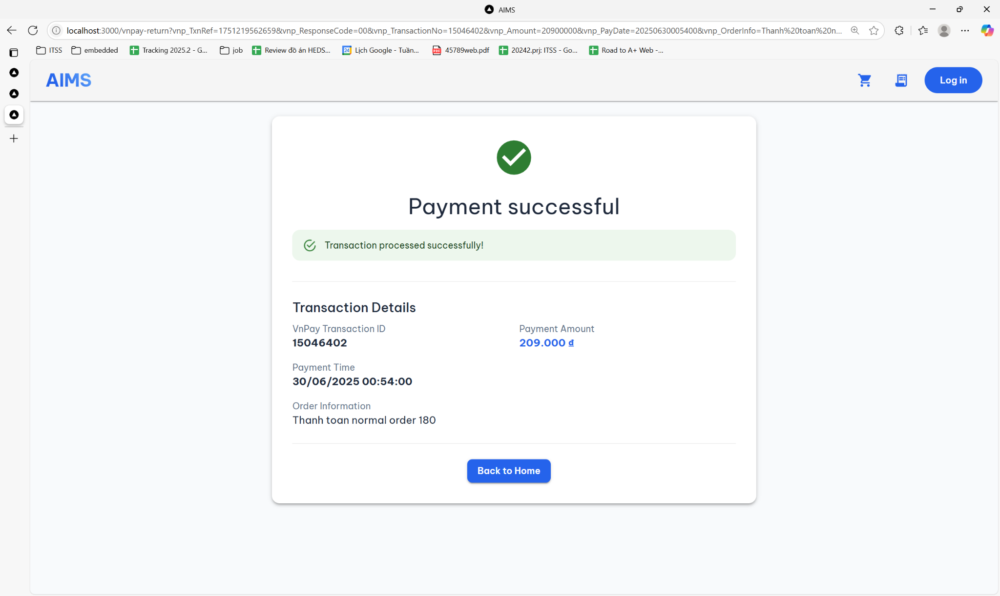 AIMS
localhost:3000/vnpay-return?vnp_TxnRef=1751219562659&vnp_ResponseCode=00&vnp_TransactionNo=15046402&vnp_Amount=20900000&vnp_PayDate=20250630005400&vnp_OrderInfo=Thanh%20toan%20n...
ITSS
embedded
Tracking 2025.2 - G...
job
Review đồ án HEDS...
24
Lịch Google - Tuần...
PDF
45789web.pdf
20242.prj: ITSS - Go...
Road to A+ Web -...
AIMS
Log in
Payment successful
Transaction processed successfully!
Transaction Details
VnPay Transaction ID
15046402
Payment Amount
209.000 ₫
Payment Time
30/06/2025 00:54:00
Order Information
Thanh toan normal order 180
Back to Home